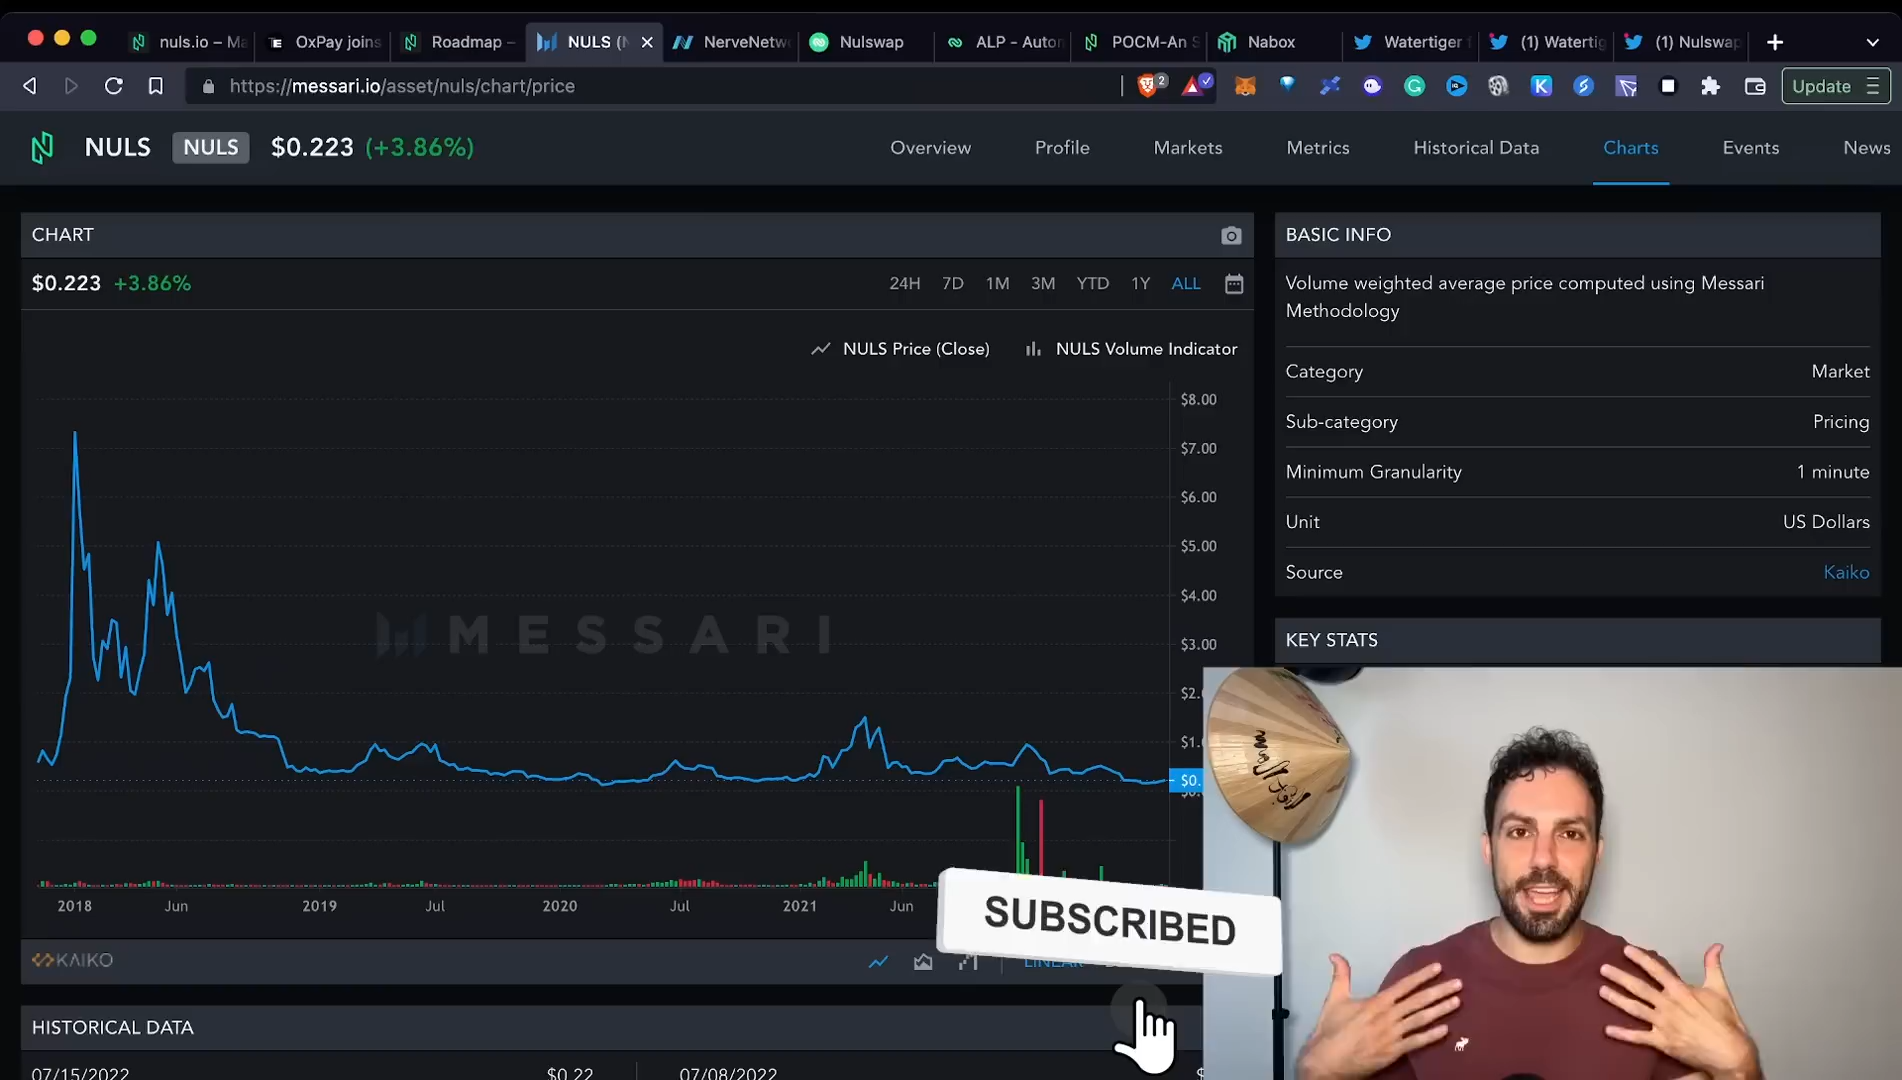 nuls.io – Ma
OxPay joins
Roadmap –
NULS (
NerveNetw
Nulswap
ALP - Auton
POCM-An S
Nabox
Watertiger
(1) Watertig
(1) Nulswap
https://messari.io/asset/nuls/chart/price
2
Update
NULS
NULS
$0.223 (+3.86%)
Overview
Profile
Markets
Metrics
Historical Data
Charts
Events
News
CHART
$0.223 +3.86%
24H 7D 1M 3M YTD 1Y ALL
NULS Price (Close)
NULS Volume Indicator
$8.00
$7.00
$6.00
$5.00
$4.00
$3.00
$2.
$1.
$0.
MESSARI
2018 Jun 2019 Jul 2020 Jul 2021 Jun
KAIKO
LINEAR
SUBSCRIBED
HISTORICAL DATA
07/15/2022 $0.22 07/08/2022 $
BASIC INFO
Volume weighted average price computed using Messari
Methodology
Category Market
Sub-category Pricing
Minimum Granularity 1 minute
Unit US Dollars
Source Kaiko
KEY STATS